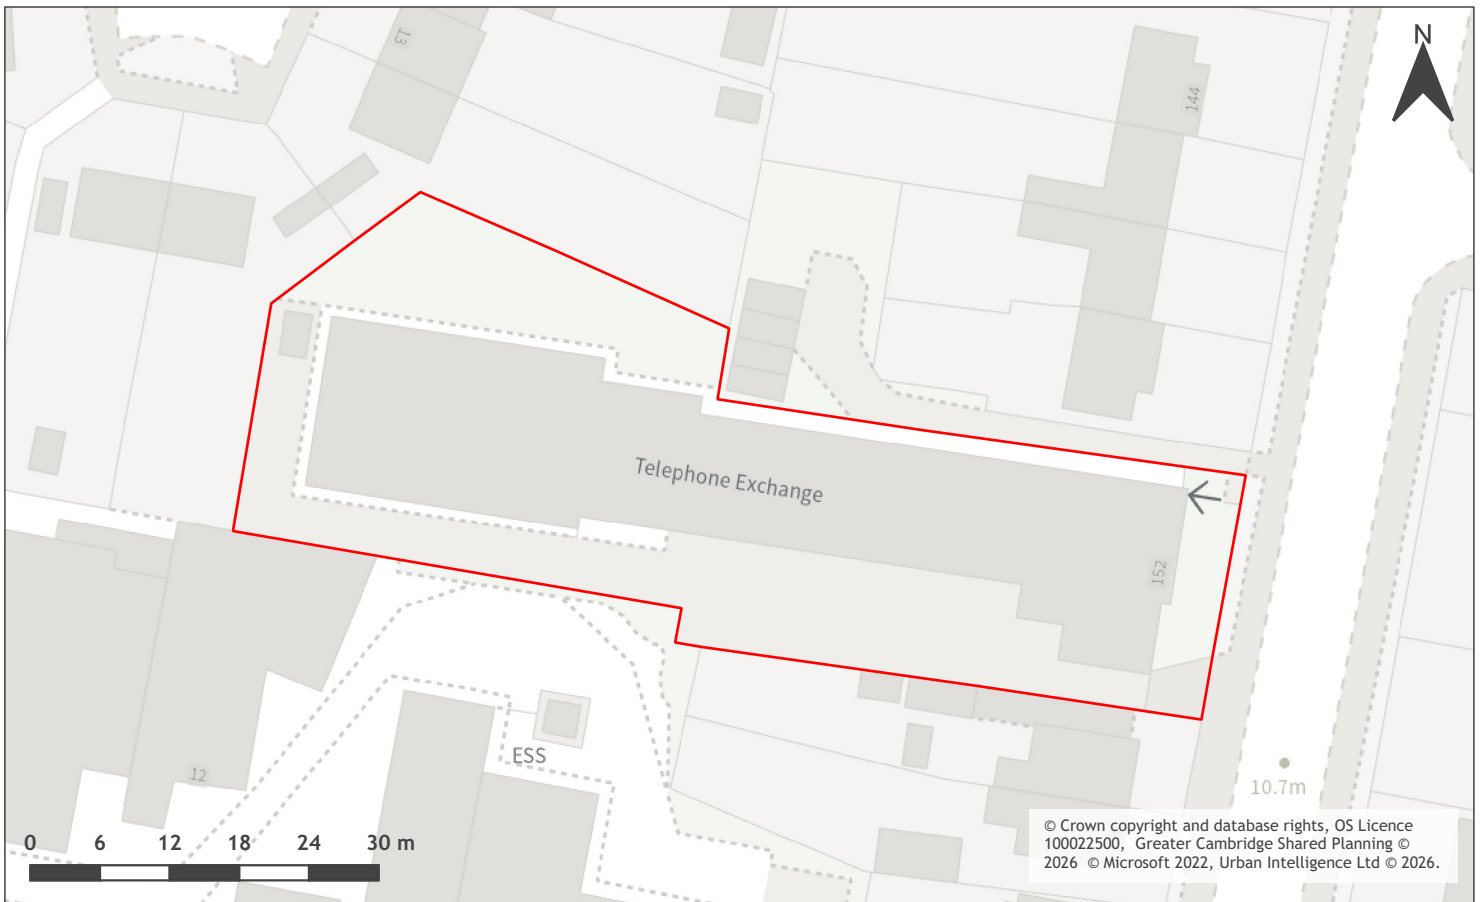 N
13
144
Telephone Exchange
152
ESS
12
10.7m
0 6 12 18 24 30 m
© Crown copyright and database rights, OS Licence
100022500, Greater Cambridge Shared Planning ©
2026 © Microsoft 2022, Urban Intelligence Ltd © 2026.